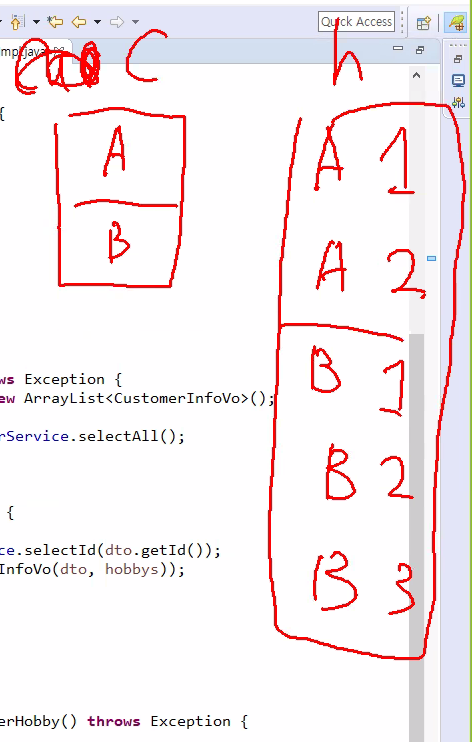 Quick Access
mp.java
C
h
{
A
A 1
B
A 2
B 1
ws Exception {
ew ArrayList<CustomerInfoVo>();
erService.selectAll();
B 2
{
ce.selectId(dto.getId());
InfoVo(dto, hobbys));
B 3
erHobby() throws Exception {